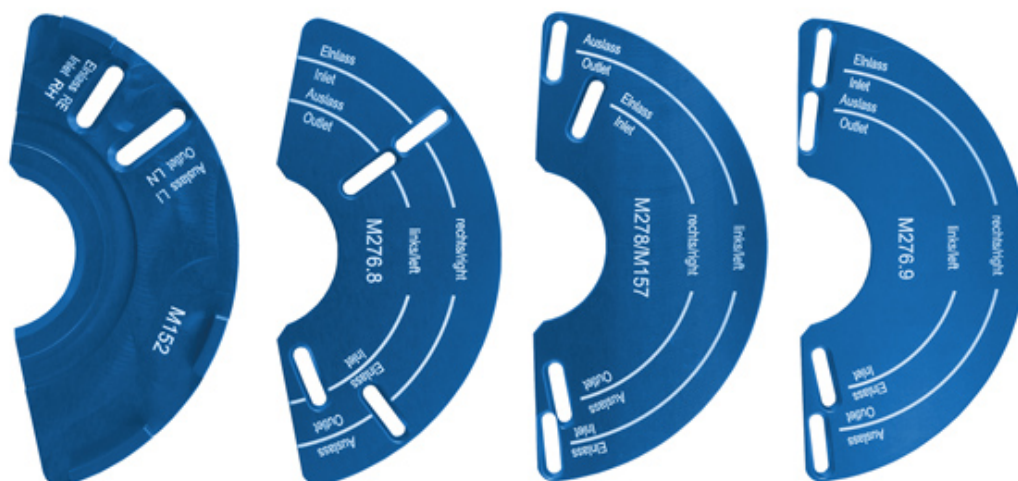 Einlass RE
Inlet RH
Auslass LI
Outlet LN
M152
Einlass
Inlet
Auslass
Outlet
M276.8
links/left
rechts/right
Einlass
Inlet
Outlet
Auslass
Auslass
Outlet
Einlass
Inlet
M278/M157
rechts/right
links/left
Outlet
Auslass
Inlet
Einlass
Einlass
Inlet
Auslass
Outlet
M276.9
links/left
rechts/right
Inlet
Einlass
Outlet
Auslass